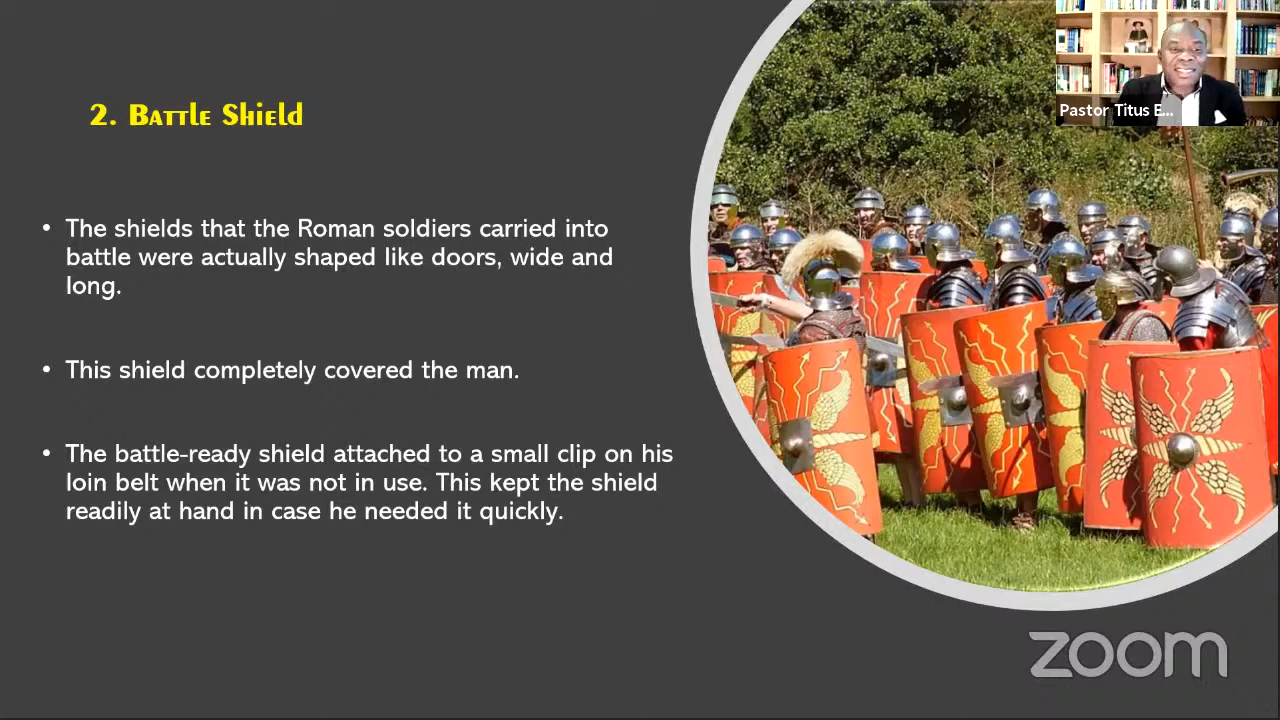 Pastor Titus E...
2. Battle Shield
• The shields that the Roman soldiers carried into
battle were actually shaped like doors, wide and
long.
• This shield completely covered the man.
• The battle-ready shield attached to a small clip on his
loin belt when it was not in use. This kept the shield
readily at hand in case he needed it quickly.
zoom